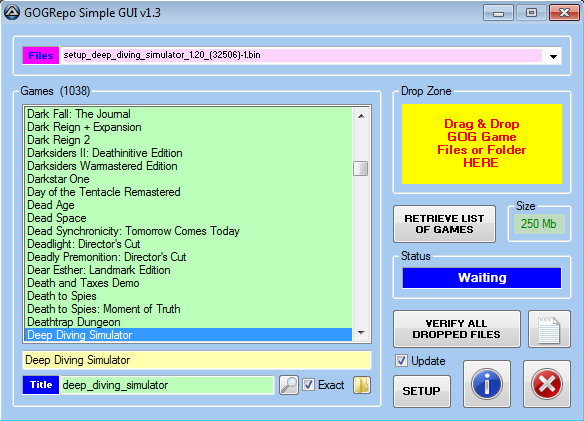 GOGRepo Simple GUI v1.3
Files
setup_deep_diving_simulator_1.20_(32506)-1.bin
Games (1038)
Dark Fall: The Journal
Dark Reign + Expansion
Dark Reign 2
Darksiders II: Deathinitive Edition
Darksiders Warmastered Edition
Darkstar One
Day of the Tentacle Remastered
Dead Age
Dead Space
Dead Synchronicity: Tomorrow Comes Today
Deadlight: Director's Cut
Deadly Premonition: Director's Cut
Dear Esther: Landmark Edition
Death and Taxes Demo
Death to Spies
Death to Spies: Moment of Truth
Deathtrap Dungeon
Deep Diving Simulator
Deep Diving Simulator
Title
deep_diving_simulator
Exact
Drop Zone
Drag & Drop
GOG Game
Files or Folder
HERE
RETRIEVE LIST
OF GAMES
Size
250 Mb
Status
Waiting
VERIFY ALL
DROPPED FILES
Update
SETUP